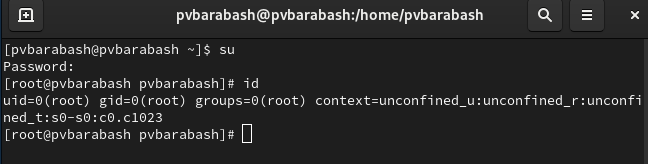 pvbarabash@pvbarabash:/home/pvbarabash
[pvbarabash@pvbarabash ~]$ su
Password:
[root@pvbarabash pvbarabash]# id
uid=0(root) gid=0(root) groups=0(root) context=unconfined_u:unconfined_r:unconfi
ned_t:s0-s0:c0.c1023
[root@pvbarabash pvbarabash]#